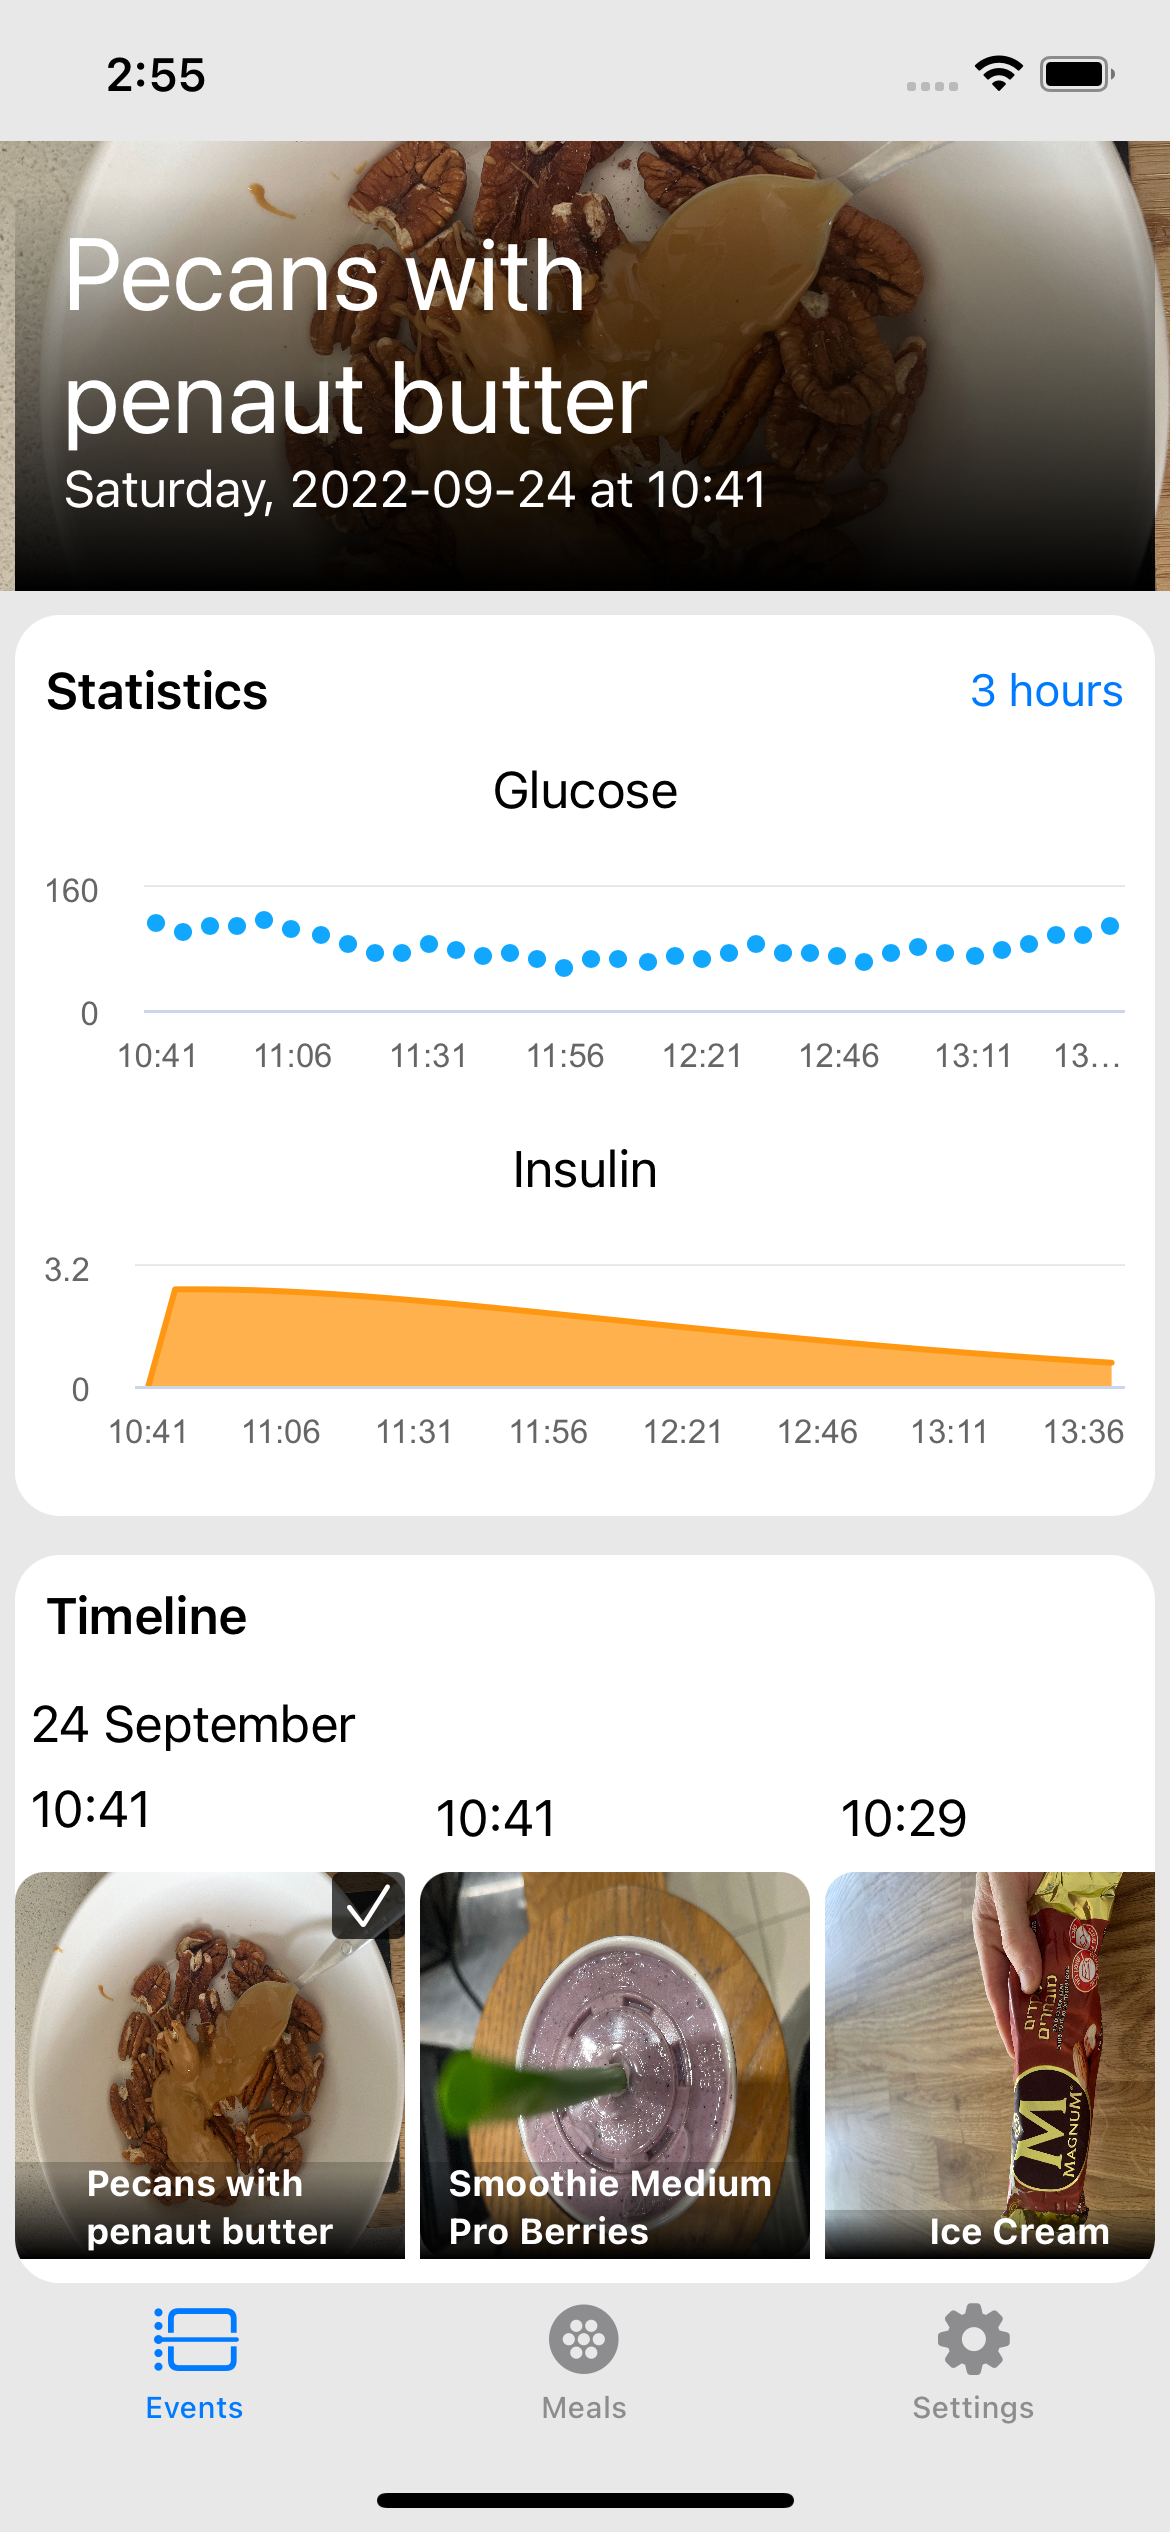 2:55
Pecans with
penaut butter
Saturday, 2022-09-24 at 10:41
Statistics
3 hours
Glucose
160
0
10:41 11:06 11:31 11:56 12:21 12:46 13:11 13...
Insulin
3.2
0
10:41 11:06 11:31 11:56 12:21 12:46 13:11 13:36
Timeline
24 September
10:41 10:41 10:29
מובחרים
M
MAGNUM
Pecans with
penaut butter
Smoothie Medium
Pro Berries
Ice Cream
Events Meals Settings